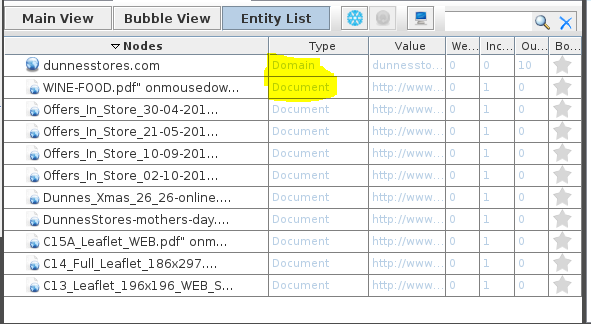 Main View Bubble View Entity List
Nodes Type Value We... Inc... Ou... Bo...
dunnesstores.com Domain dunnessto... 0 0 10
WINE-FOOD.pdf" onmousedow... Document http://www... 0 1 0
Offers_In_Store_30-04-201... Document http://www... 0 1 0
Offers_In_Store_21-05-201... Document http://www... 0 1 0
Offers_In_Store_10-09-201... Document http://www... 0 1 0
Offers_In_Store_02-10-201... Document http://www... 0 1 0
Dunnes_Xmas_26_26-online.... Document http://www... 0 1 0
DunnesStores-mothers-day.... Document http://www... 0 1 0
C15A_Leaflet_WEB.pdf" onm... Document http://www... 0 1 0
C14_Full_Leaflet_186x297.... Document http://www... 0 1 0
C13_Leaflet_196x196_WEB_S... Document http://www... 0 1 0